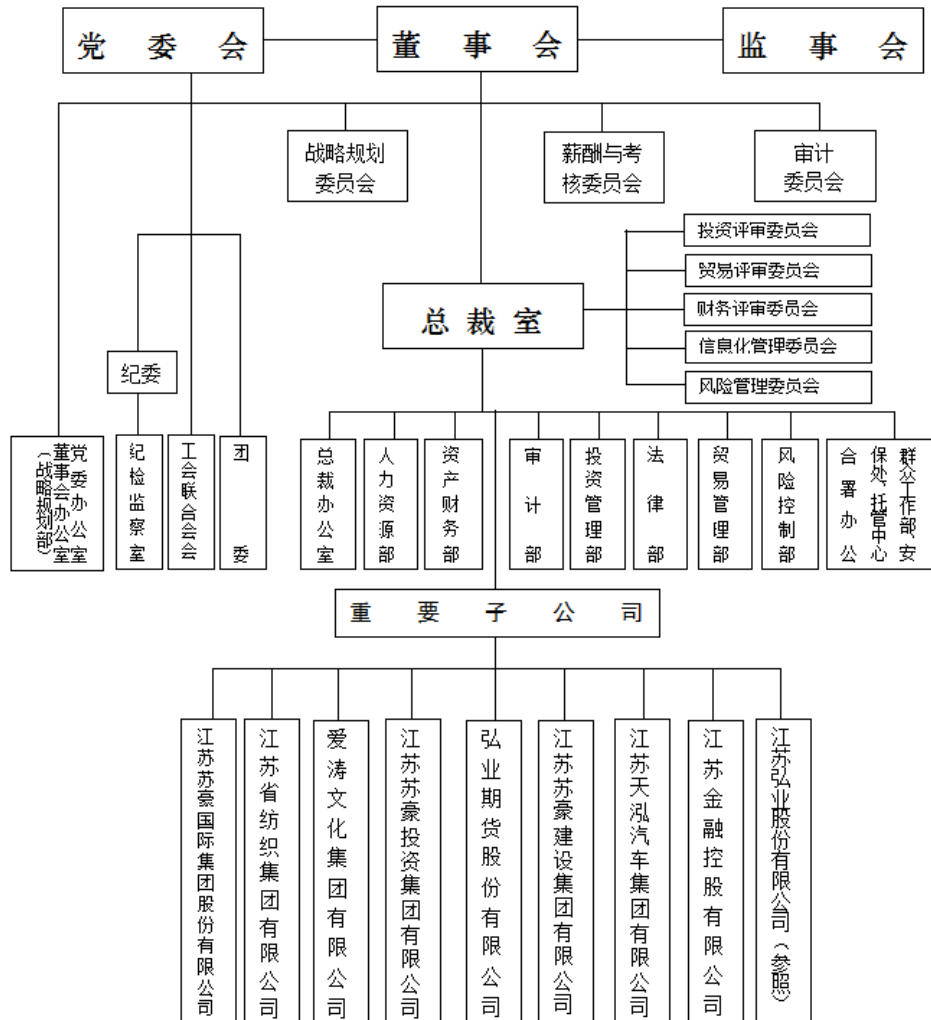 党委会
董事会
监事会
战略规划
委员会
薪酬与考
核委员会
审计
委员会
投资评审委员会
贸易评审委员会
总裁室
财务评审委员会
信息化管理委员会
风险管理委员会
纪委
党委办公室
董事会办公室
（战略规划部）
纪检监察室
工会联合会会
团委
总裁办公室
人力资源部
资产财务部
审计部
投资管理部
法律部
贸易管理部
风险控制部
群众工作部、安
保处、托管中心
合署办公
重要子公司
江苏苏豪国际集团股份有限公司
江苏省纺织集团有限公司
爱涛文化集团有限公司
江苏苏豪投资集团有限公司
弘业期货股份有限公司
江苏苏豪建设集团有限公司
江苏天泓汽车集团有限公司
江苏金融控股有限公司
江苏弘业股份有限公司（参照）